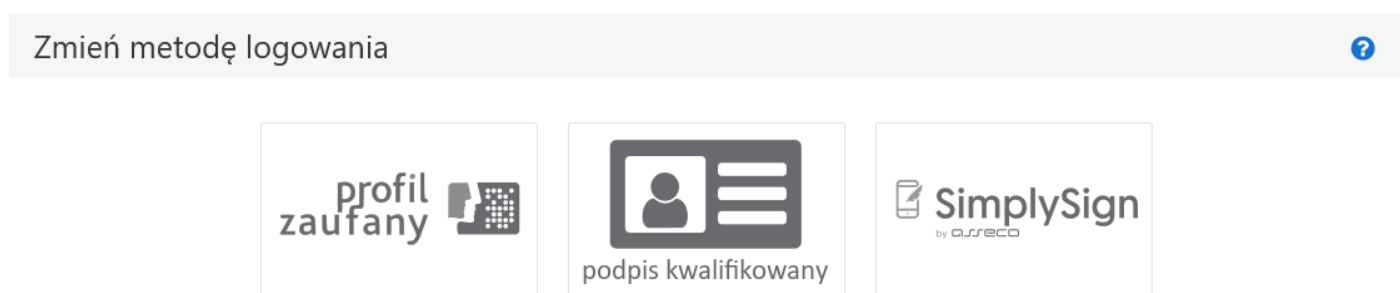 Zmień metodę logowania
?
profil
zaufany
podpis kwalifikowany
SimplySign
by asseco